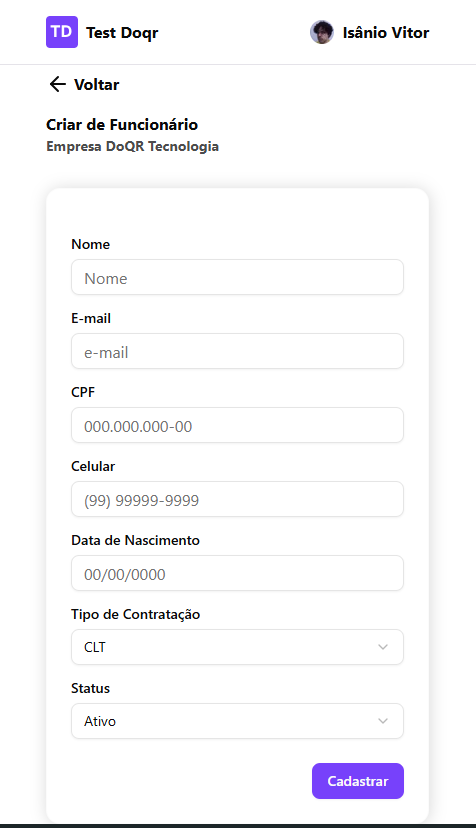 TD Test Doqr Isânio Vitor
Voltar
Criar de Funcionário
Empresa DoQR Tecnologia
Nome
Nome
E-mail
e-mail
CPF
000.000.000-00
Celular
(99) 99999-9999
Data de Nascimento
00/00/0000
Tipo de Contratação
CLT
Status
Ativo
Cadastrar